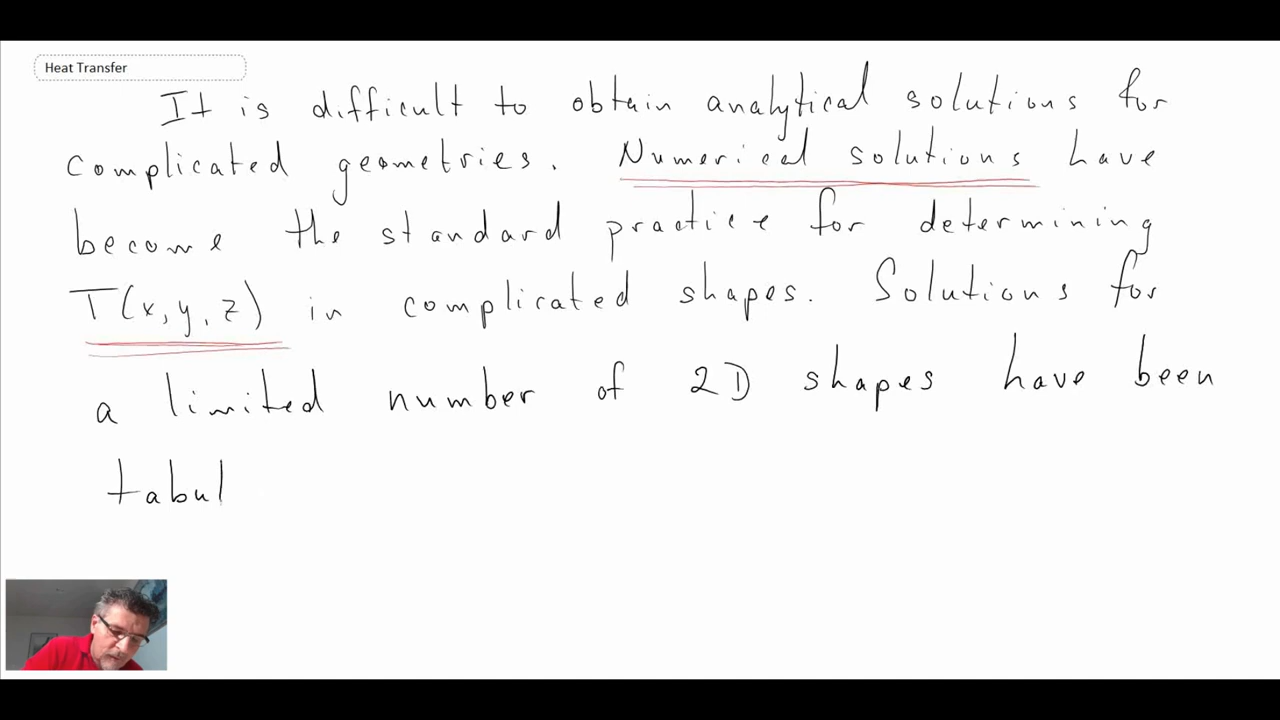 Heat Transfer
It is difficult to obtain analytical solutions for
complicated geometries. Numerical solutions have
become the standard practice for determining
T(x, y, z) in complicated shapes. Solutions for
a limited number of 2D shapes have been
tabul